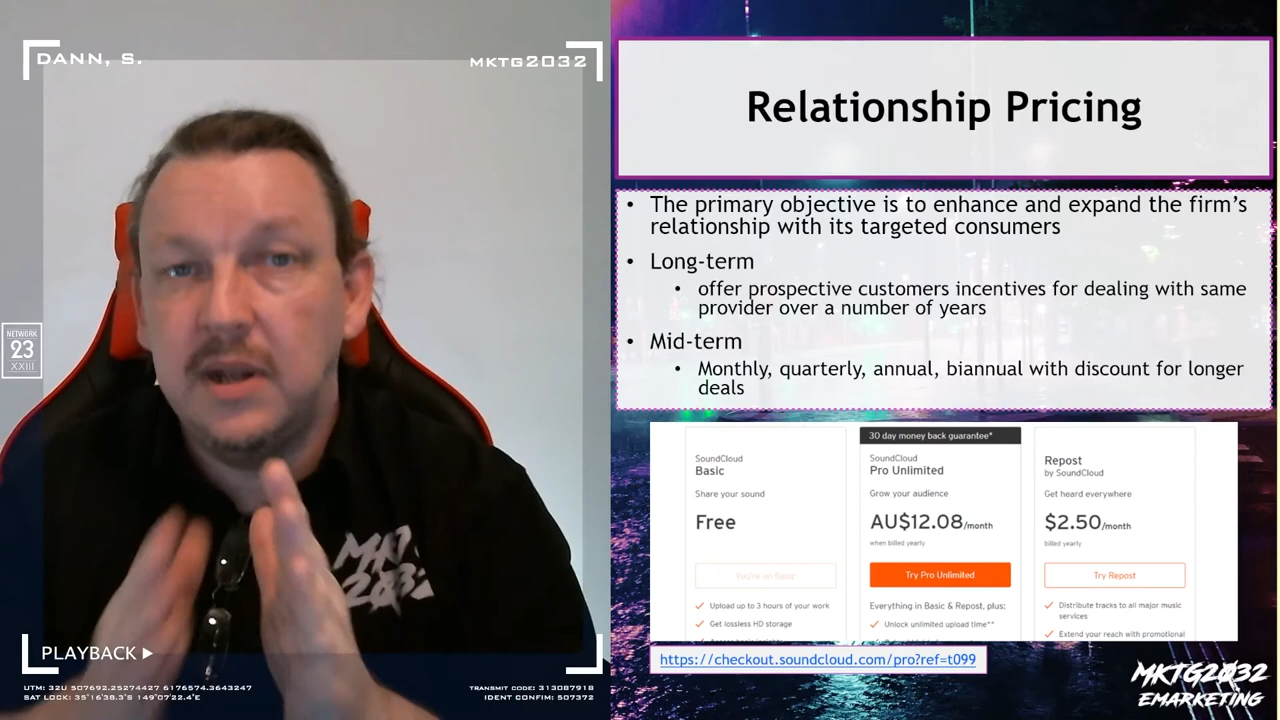 DANN, S.
MKTG2032
NETWORK
23
XXIII
PLAYBACK
UTM: 32U 507692.25274427 6176574.3643247
SAT LOCK: 35°16'38.3"S 149°07'22.4"E
TRANSMIT CODE: 313087918
IDENT CONFIM: 507372
Relationship Pricing
• The primary objective is to enhance and expand the firm's
relationship with its targeted consumers
• Long-term
• offer prospective customers incentives for dealing with same
provider over a number of years
• Mid-term
• Monthly, quarterly, annual, biannual with discount for longer
deals
SoundCloud
Basic
Share your sound
Free
You're on Basic
Upload up to 3 hours of your work
Get lossless HD storage
30 day money back guarantee*
SoundCloud
Pro Unlimited
Grow your audience
AU$12.08/month
when billed yearly
Try Pro Unlimited
Everything in Basic & Repost, plus:
Unlock unlimited upload time**
Repost
by SoundCloud
Get heard everywhere
$2.50/month
billed yearly
Try Repost
Distribute tracks to all major music
services
Extend your reach with promotional
https://checkout.soundcloud.com/pro?ref=t099
MKTG2032
EMARKETING